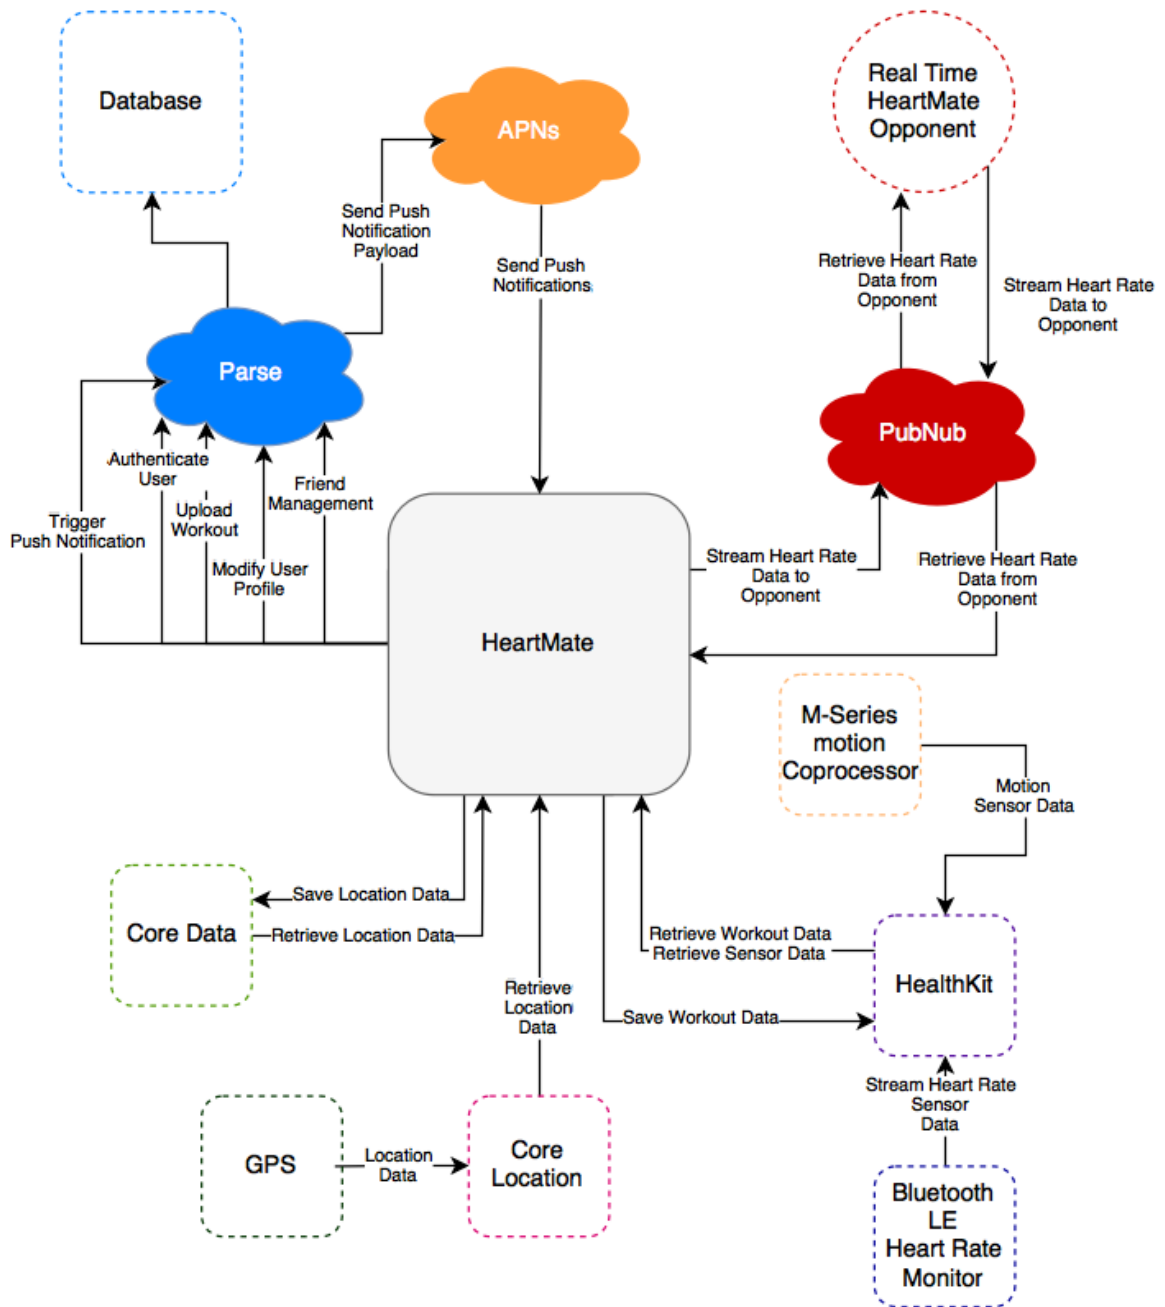 Database
APNs
Real Time
HeartMate
Opponent
Send Push
Notification
Payload
Send Push
Notifications
Retrieve Heart Rate
Data from
Opponent
Stream Heart Rate
Data to
Opponent
Parse
PubNub
Authenticate
User
Upload
Workout
Friend
Management
Trigger
Push Notification
Modify User
Profile
Stream Heart Rate
Data to
Opponent
Retrieve Heart Rate
Data from
Opponent
HeartMate
M-Series
motion
Coprocessor
Motion
Sensor Data
Save Location Data
Core Data
Retrieve Location Data
Retrieve Workout Data
Retrieve Sensor Data
HealthKit
Retrieve
Location
Data
Save Workout Data
Stream Heart Rate
Sensor
Data
GPS
Location
Data
Core
Location
Bluetooth
LE
Heart Rate
Monitor